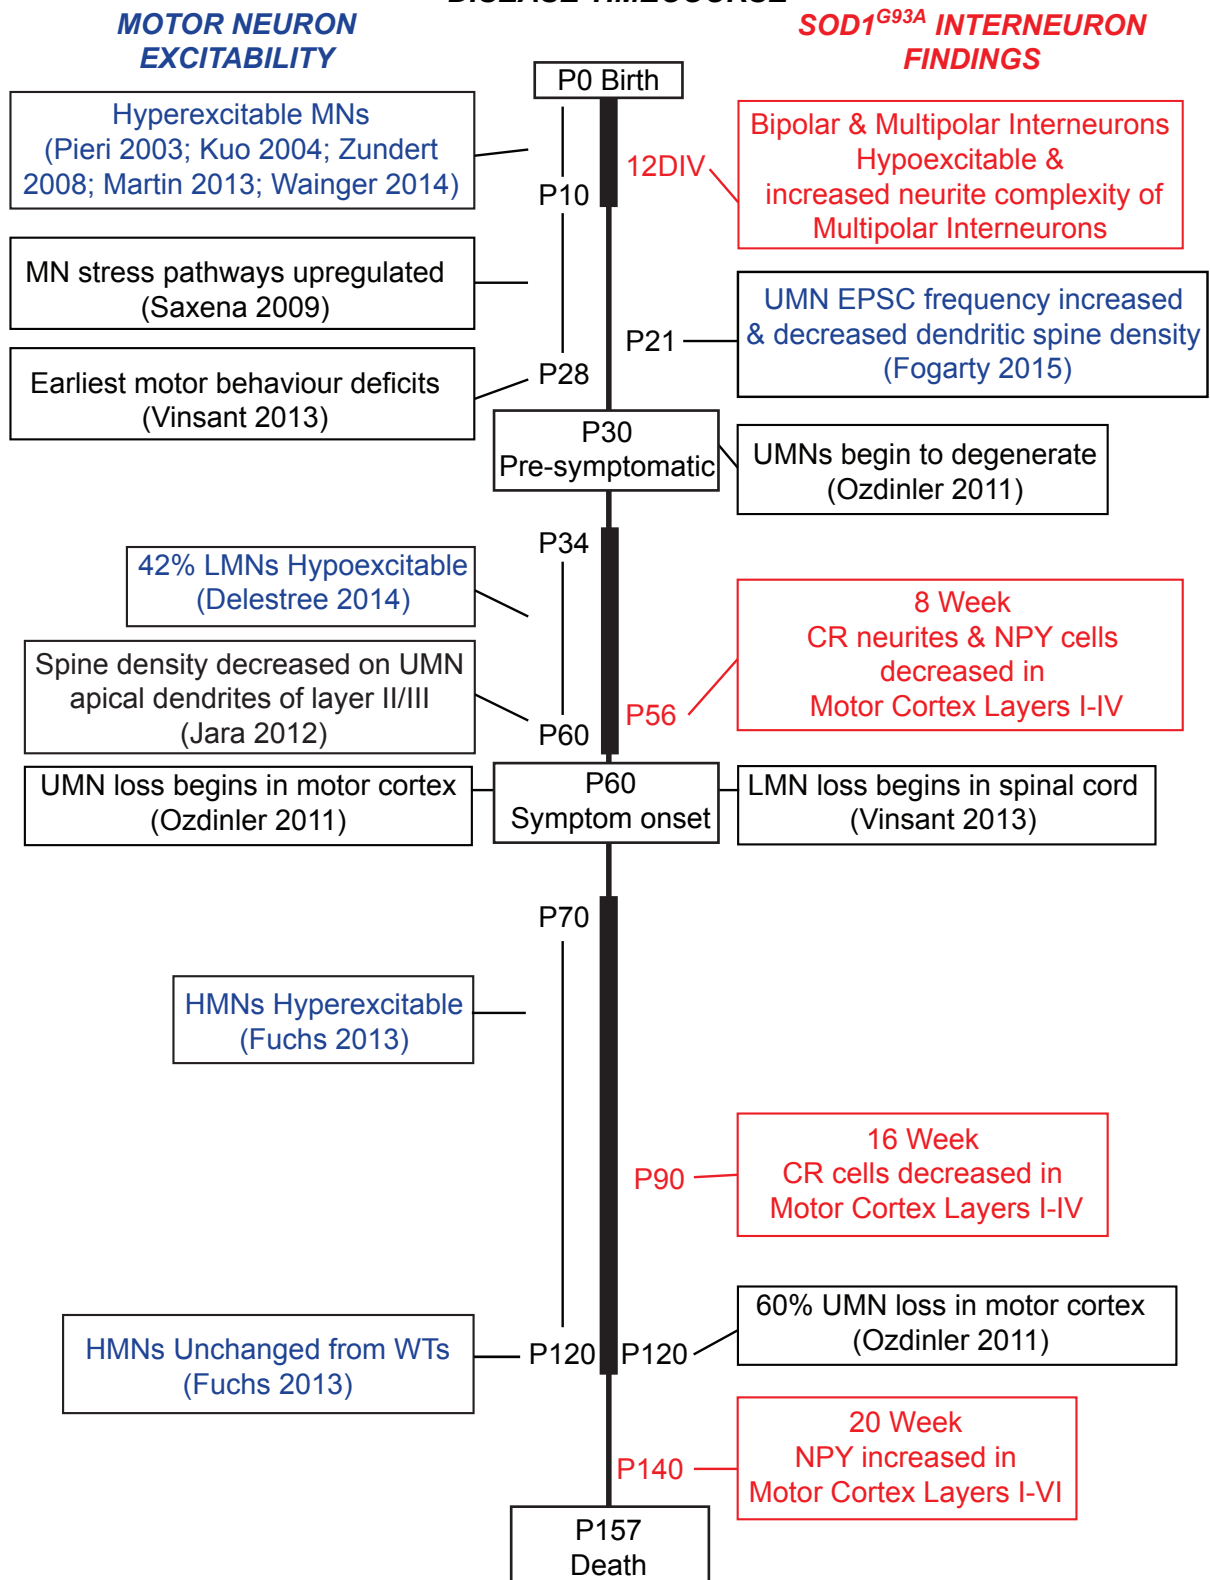 DISEASE TIMECOURSE
MOTOR NEURON
EXCITABILITY
SOD1^G93A INTERNEURON
FINDINGS
P0 Birth
Hyperexcitable MNs
(Pieri 2003; Kuo 2004; Zundert
2008; Martin 2013; Wainger 2014)
12DIV
Bipolar & Multipolar Interneurons
Hypoexcitable &
increased neurite complexity of
Multipolar Interneurons
P10
MN stress pathways upregulated
(Saxena 2009)
P21
UMN EPSC frequency increased
& decreased dendritic spine density
(Fogarty 2015)
P28
Earliest motor behaviour deficits
(Vinsant 2013)
P30
Pre-symptomatic
UMNs begin to degenerate
(Ozdinler 2011)
P34
42% LMNs Hypoexcitable
(Delestree 2014)
8 Week
CR neurites & NPY cells
decreased in
Motor Cortex Layers I-IV
Spine density decreased on UMN
apical dendrites of layer II/III
(Jara 2012)
P56
P60
UMN loss begins in motor cortex
(Ozdinler 2011)
P60
Symptom onset
LMN loss begins in spinal cord
(Vinsant 2013)
P70
HMNs Hyperexcitable
(Fuchs 2013)
P90
16 Week
CR cells decreased in
Motor Cortex Layers I-IV
60% UMN loss in motor cortex
(Ozdinler 2011)
HMNs Unchanged from WTs
(Fuchs 2013)
P120
P120
P140
20 Week
NPY increased in
Motor Cortex Layers I-VI
P157
Death